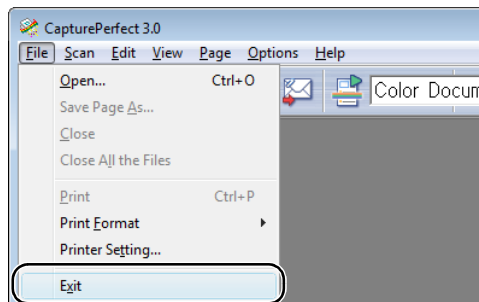 CapturePerfect 3.0
File Scan Edit View Page Options Help
Open... Ctrl+O
Color Docum
Save Page As...
Close
Close All the Files
Print Ctrl+P
Print Format
Printer Setting...
Exit